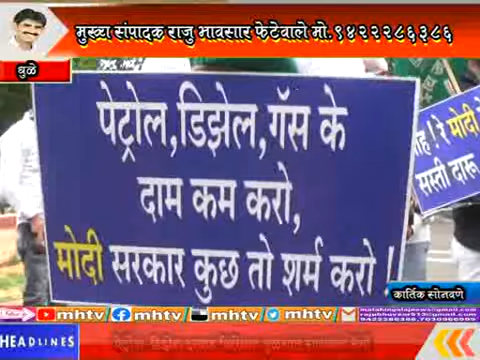 मुख्य संपादक राजु भावसार फेटेवाले मो.९४२२२८६३८६
धुळे
पेट्रोल,डिझेल,गॅस के
दाम कम करो,
मोदी सरकार कुछ तो शर्म करो !
! रे मोदी
सस्ती दारू
कार्तिक सोनवणे
mhtv mhtv mhtv mhtv
HEADLINES